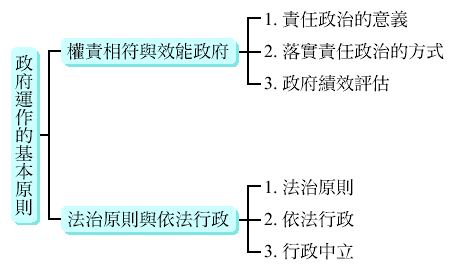 政府運作的基本原則
權責相符與效能政府
1. 責任政治的意義
2. 落實責任政治的方式
3. 政府績效評估
法治原則與依法行政
1. 法治原則
2. 依法行政
3. 行政中立